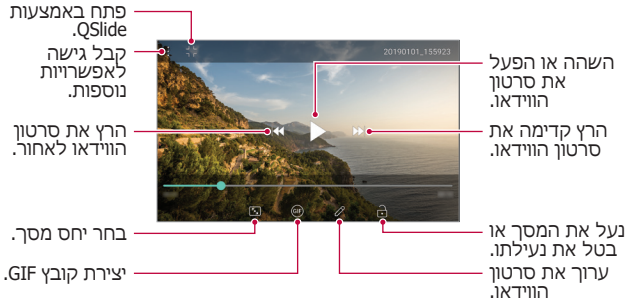 פתח באמצעות
QSlide.
קבל גישה
לאפשרויות
נוספות.
20190101_155923
השהה או הפעל
את סרטון
הווידאו.
הרץ את סרטון
הווידאו לאחור.
הרץ קדימה את
סרטון הווידאו.
GIF
בחר יחס מסך.
נעל את המסך או
בטל את נעילתו.
יצירת קובץ GIF.
ערוך את סרטון
הווידאו.